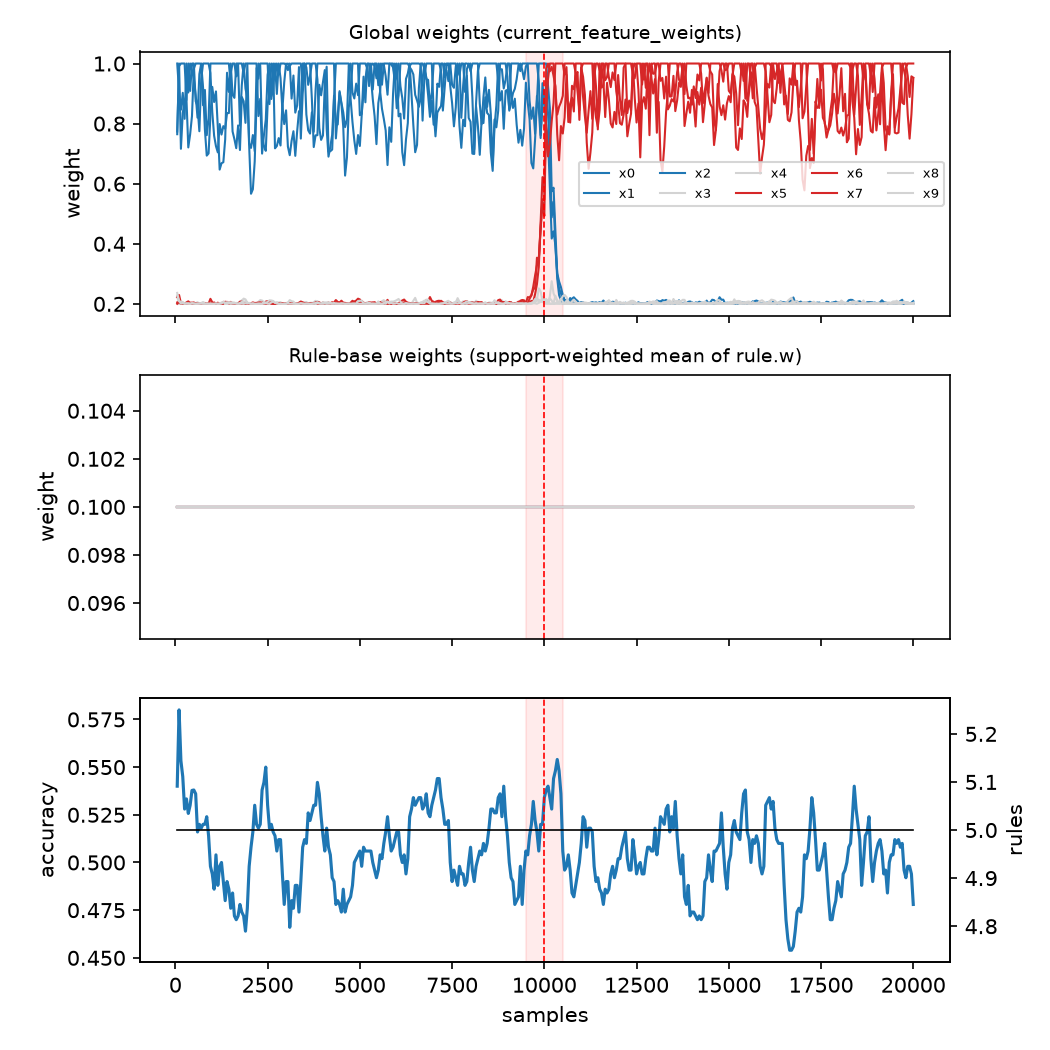 Global weights (current_feature_weights)
1.0
0.8
0.6
0.4
0.2
weight
x0 x2 x4 x6 x8
x1 x3 x5 x7 x9
Rule-base weights (support-weighted mean of rule.w)
0.104
0.102
0.100
0.098
0.096
weight
0.575
0.550
0.525
0.500
0.475
0.450
accuracy
5.2
5.1
5.0
4.9
4.8
rules
0 2500 5000 7500 10000 12500 15000 17500 20000
samples